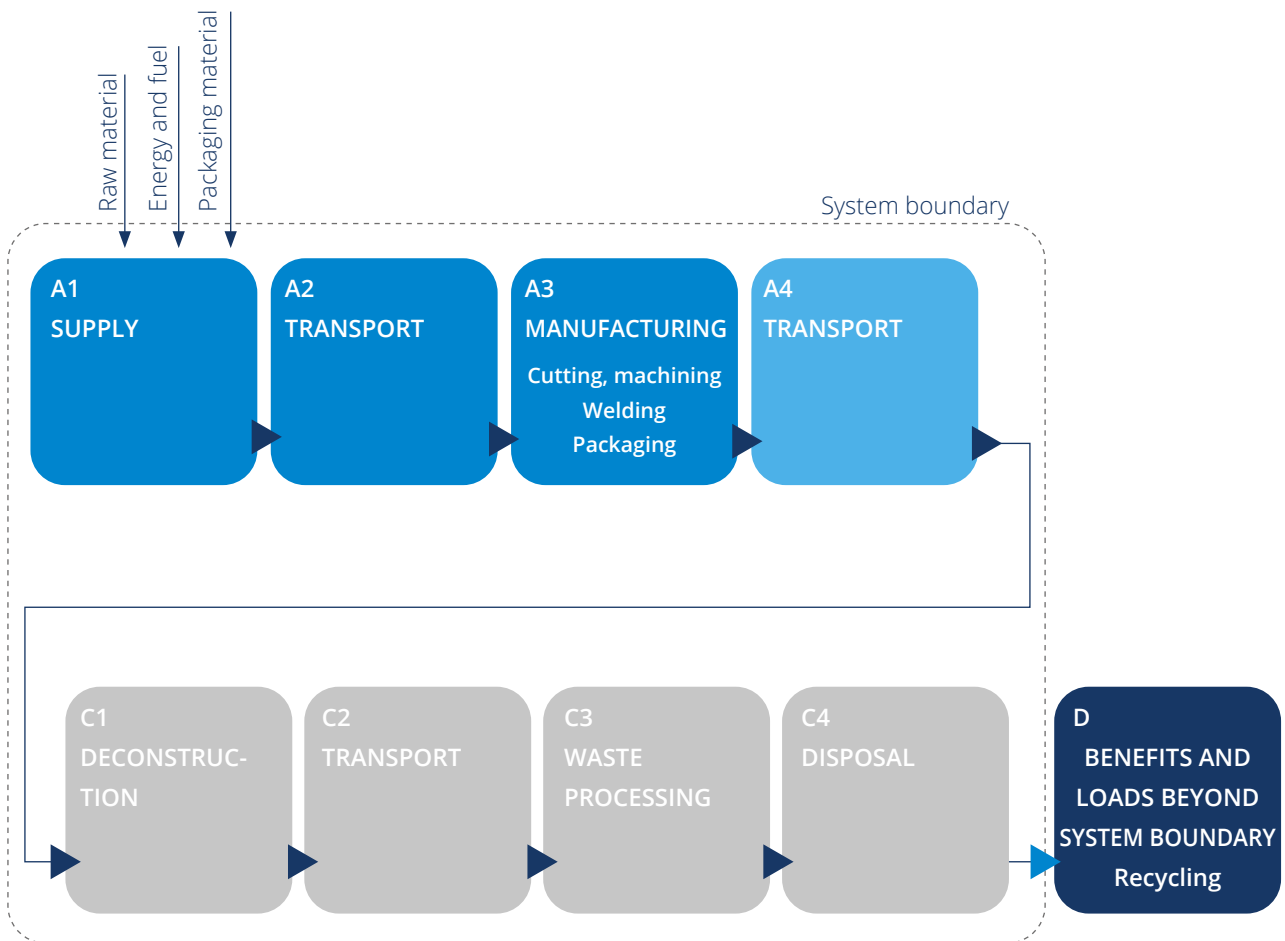 Raw material
Energy and fuel
Packaging material
System boundary
A1
SUPPLY
A2
TRANSPORT
A3
MANUFACTURING
Cutting, machining
Welding
Packaging
A4
TRANSPORT
C1
DECONSTRUC-
TION
C2
TRANSPORT
C3
WASTE
PROCESSING
C4
DISPOSAL
D
BENEFITS AND
LOADS BEYOND
SYSTEM BOUNDARY
Recycling